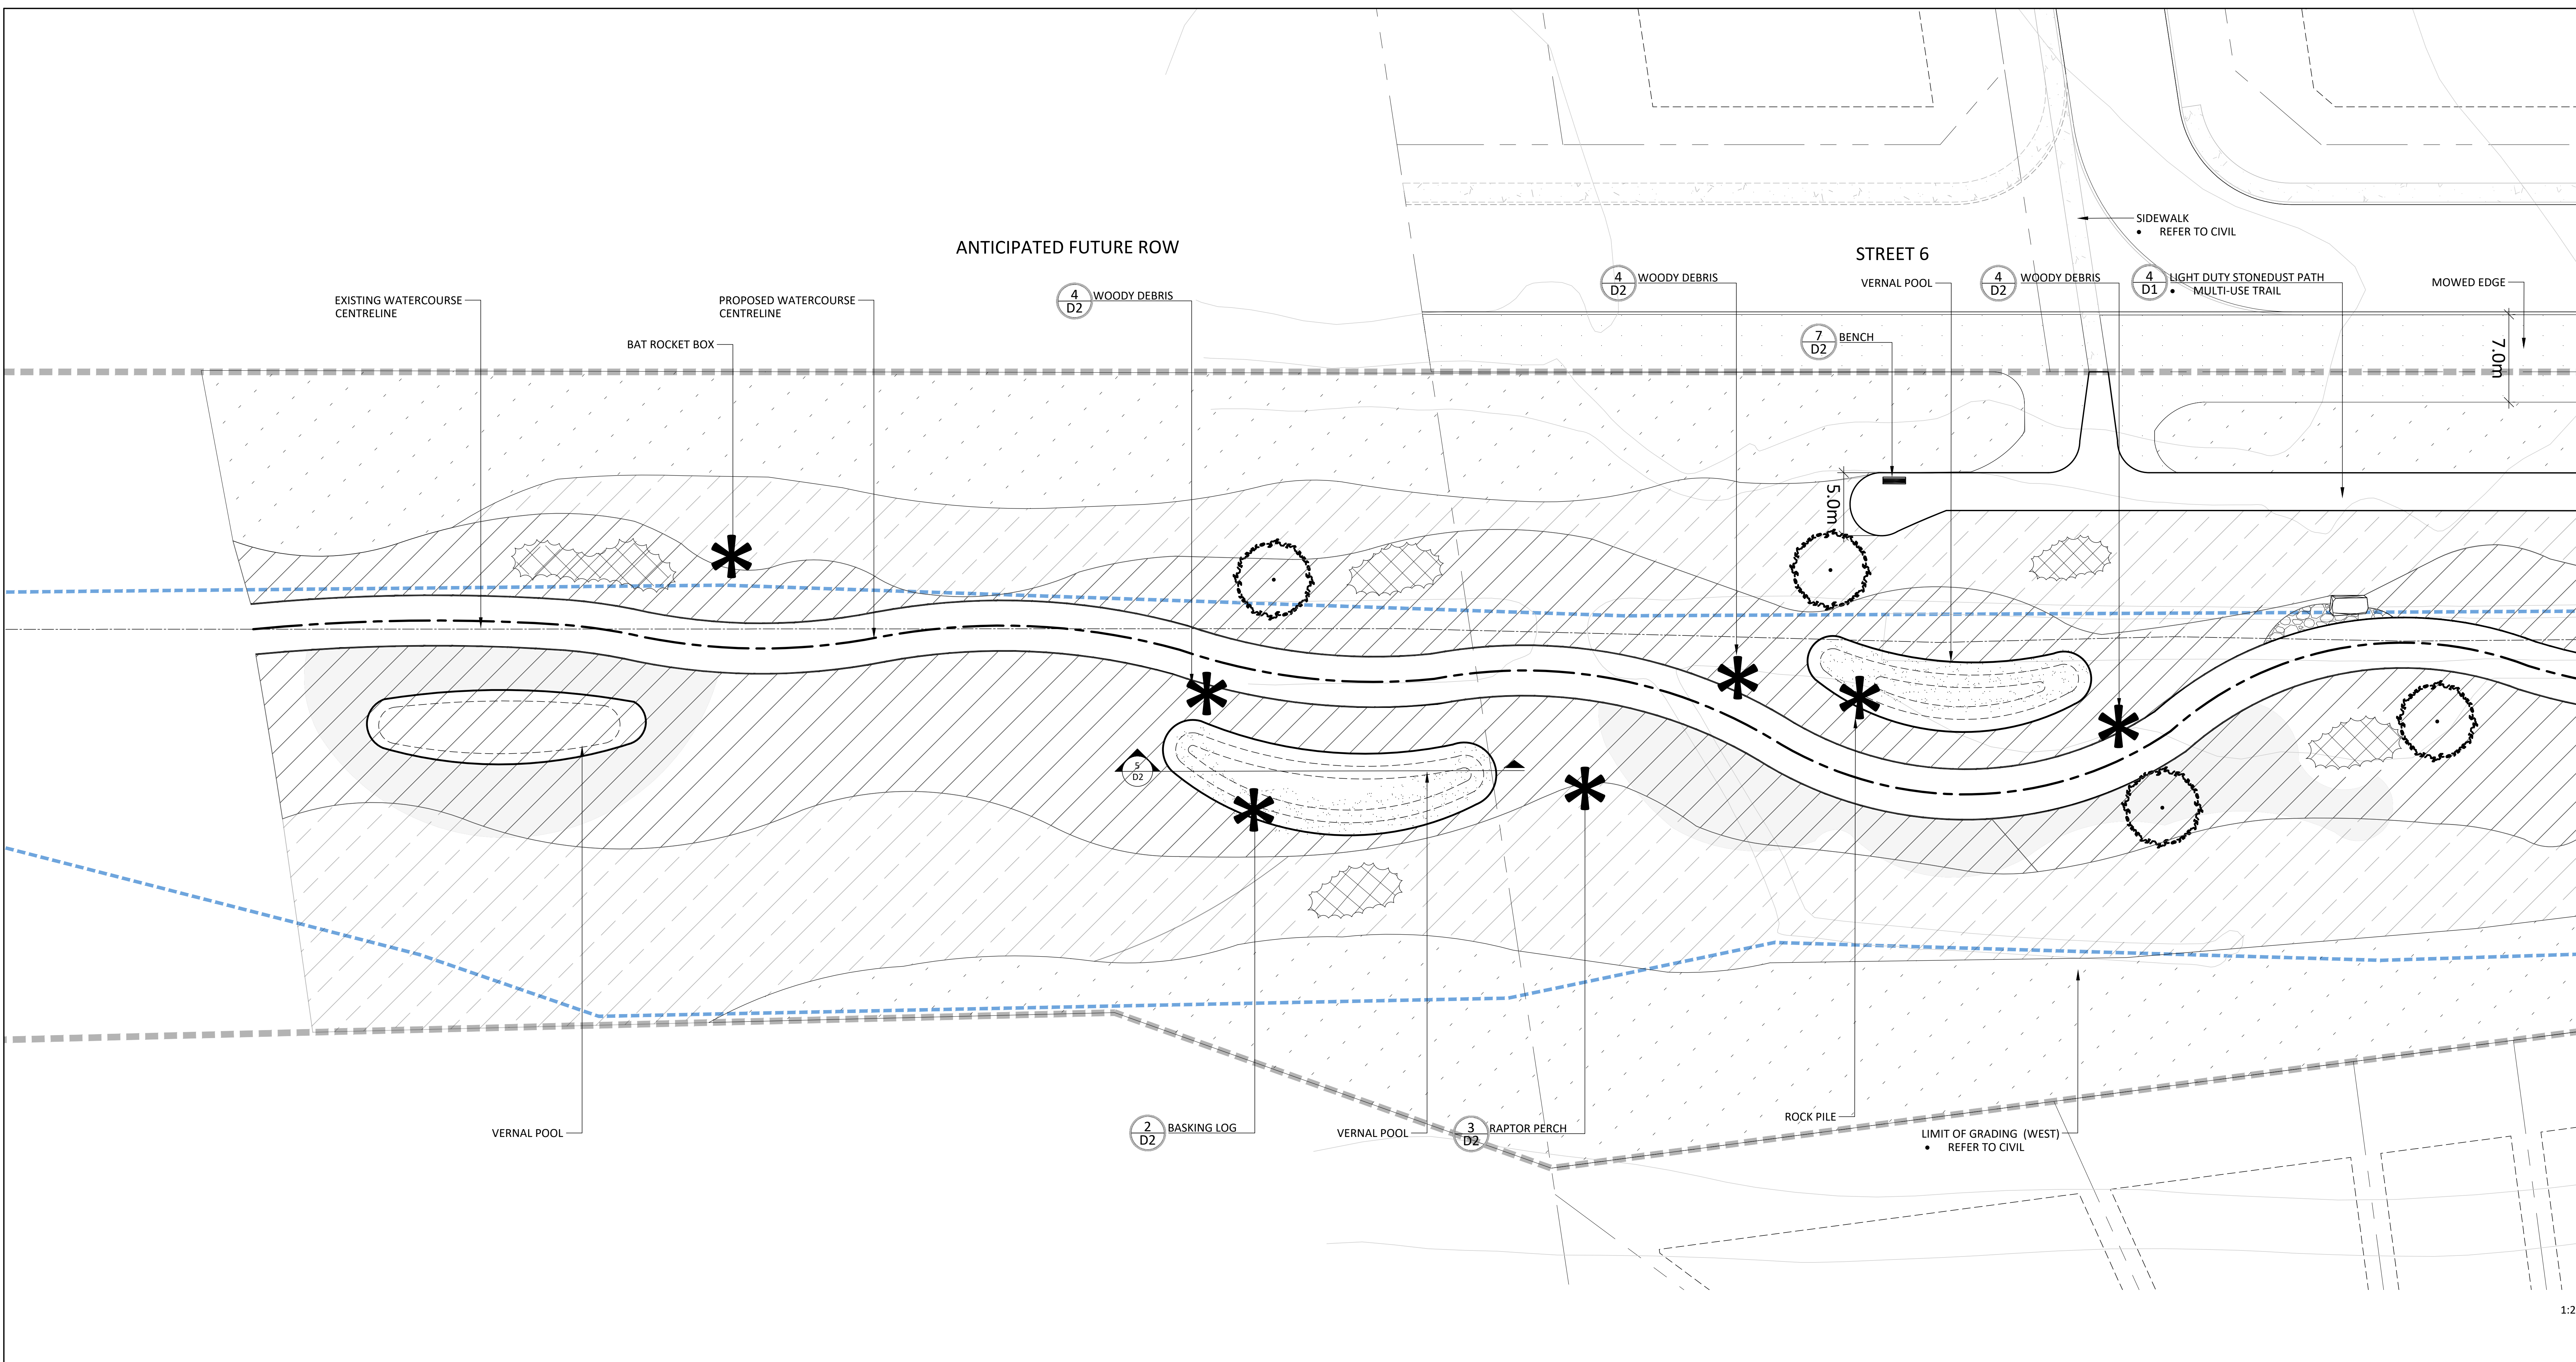 SIDEWALK
• REFER TO CIVIL
ANTICIPATED FUTURE ROW
STREET 6
4
D2
WOODY DEBRIS
4
D2
WOODY DEBRIS
VERNAL POOL
4
D2
WOODY DEBRIS
4
D1
LIGHT DUTY STONEDUST PATH
• MULTI-USE TRAIL
MOWED EDGE
EXISTING WATERCOURSE
CENTRELINE
PROPOSED WATERCOURSE
CENTRELINE
BAT ROCKET BOX
7
D2
BENCH
7.0m
5.0m
5
D2
VERNAL POOL
2
D2
BASKING LOG
VERNAL POOL
3
D2
RAPTOR PERCH
ROCK PILE
LIMIT OF GRADING (WEST)
• REFER TO CIVIL
1:2